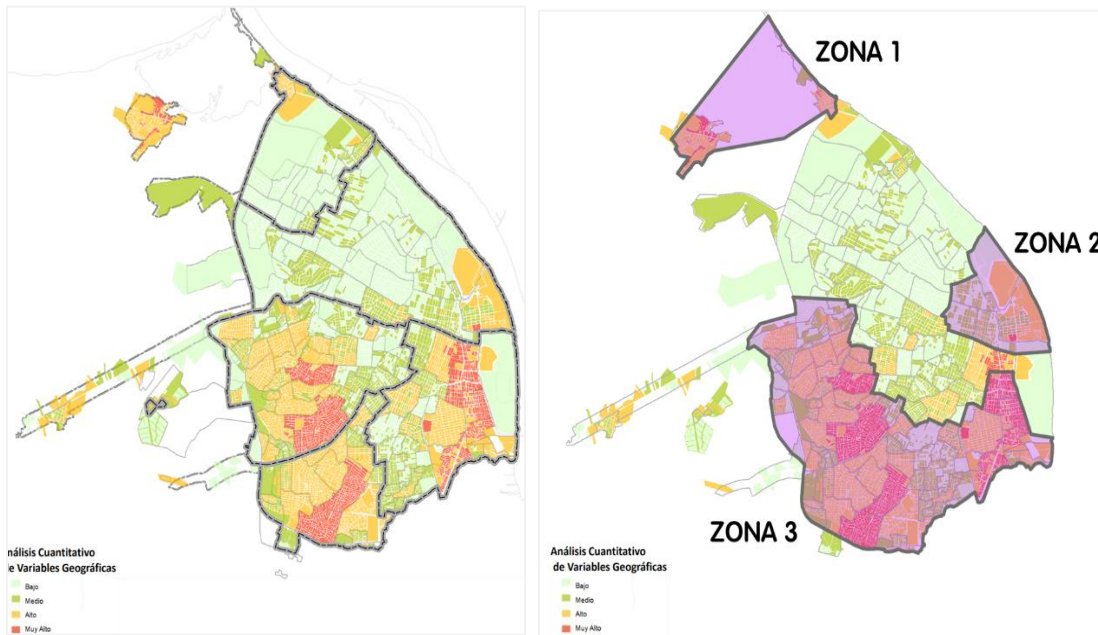 nálisis Cuantitativo
de Variables Geográficas
Bajo
Medio
Alto
Muy Alto
ZONA 1
ZONA 2
ZONA 3
Análisis Cuantitativo
de Variables Geográficas
Bajo
Medio
Alto
Muy Alto